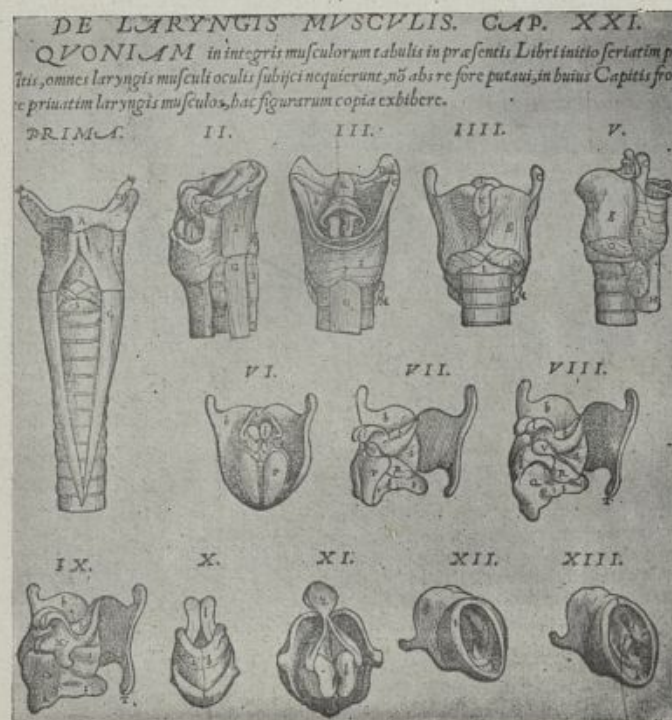 DE LARYNGIS MVSCVLIS. CAP. XXI.
QVONIAM in integris musculorum tabulis in præsentis Libri initio seriatim p
itis, omnes laryngis musculi oculis subijci nequierunt, nõ abs re fore putaui, in huius Capitis fro
e priuatim laryngis musculos, hac figurarum copia exhibere.
PRIMA. II. III. IIII. V.
VI. VII. VIII.
IX. X. XI. XII. XIII.